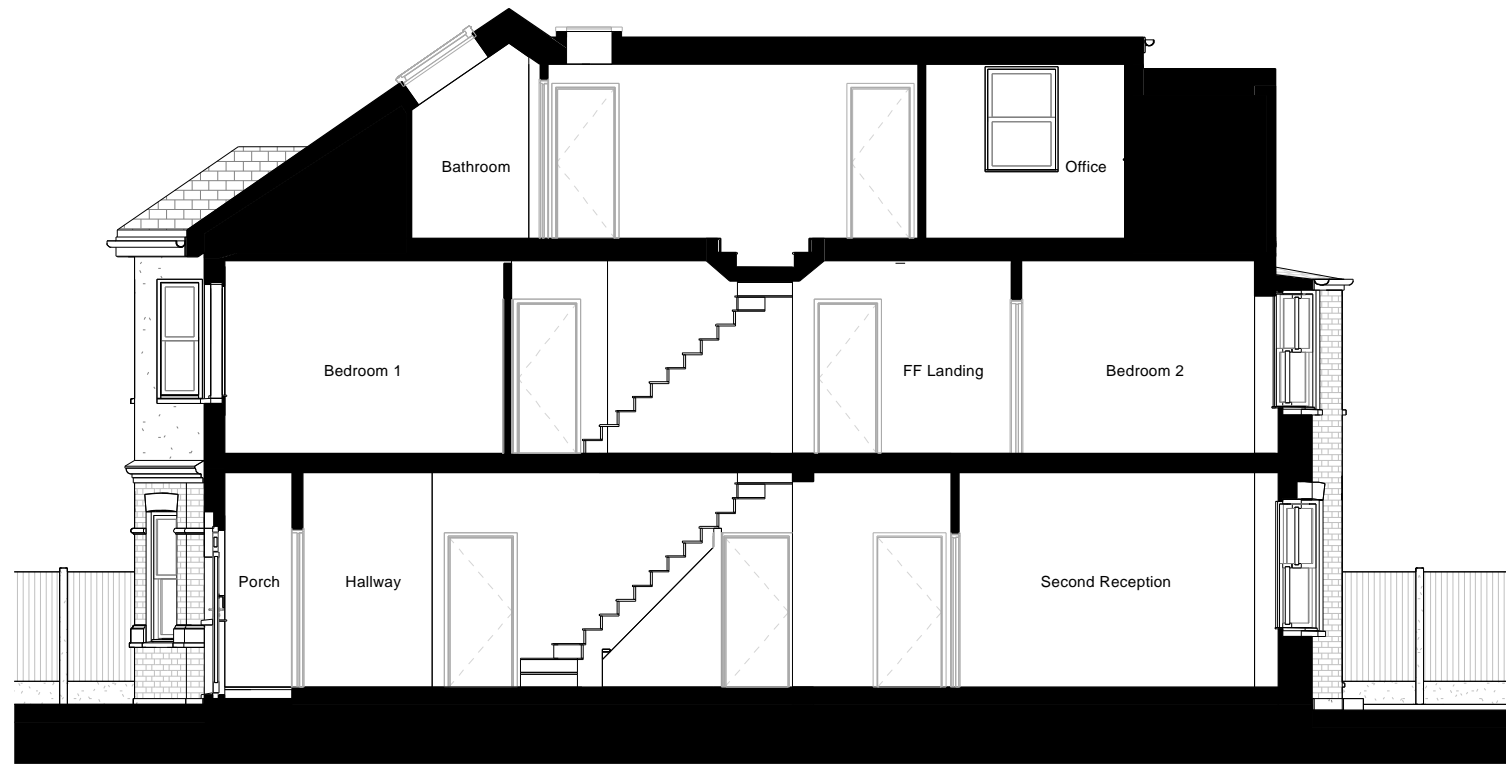 Bathroom
Office
Bedroom 1
FF Landing
Bedroom 2
Porch
Hallway
Second Reception